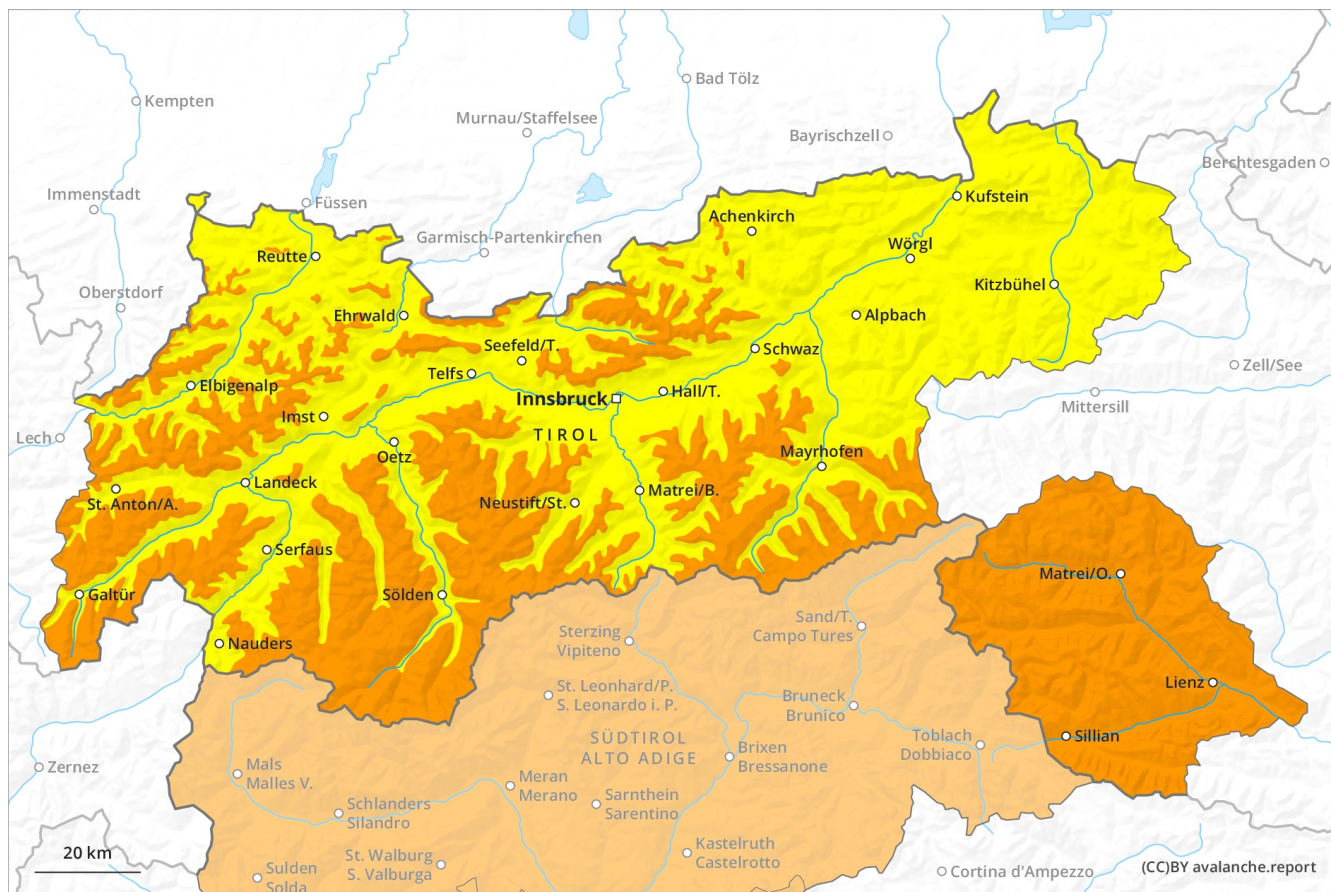 Bad Tölz
Kempten
Murnau/Staffelsee
Bayrischzell
Berchtesgaden
Immenstadt
Füssen
Kufstein
Achenkirch
Garmisch-Partenkirchen
Wörgl
Reutte
Oberstdorf
Kitzbühel
Ehrwald
Alpbach
Seefeld/T.
Schwaz
Zell/See
Telfs
Elbigenalp
Hall/T.
Innsbruck
Mittersill
Imst
TIROL
Lech
Mayrhofen
Oetz
Landeck
Matrei/B.
St. Anton/A.
Neustift/St.
Serfaus
Matrei/O.
Galtür
Sölden
Sand/T.
Campo Tures
Sterzing
Vipiteno
Nauders
Lienz
St. Leonhard/P.
S. Leonardo i. P.
Bruneck
Brunico
Sillian
Toblach
Dobbiaco
SÜDTIROL
ALTO ADIGE
Brixen
Bressanone
Zernez
Mals
Malles V.
Meran
Merano
Sarnthein
Sarentino
Schlanders
Silandro
Kastelruth
Castelrotto
20 km
St. Walburg
S. Valburga
Sulden
Solda
Cortina d'Ampezzo
(CC)BY avalanche.report